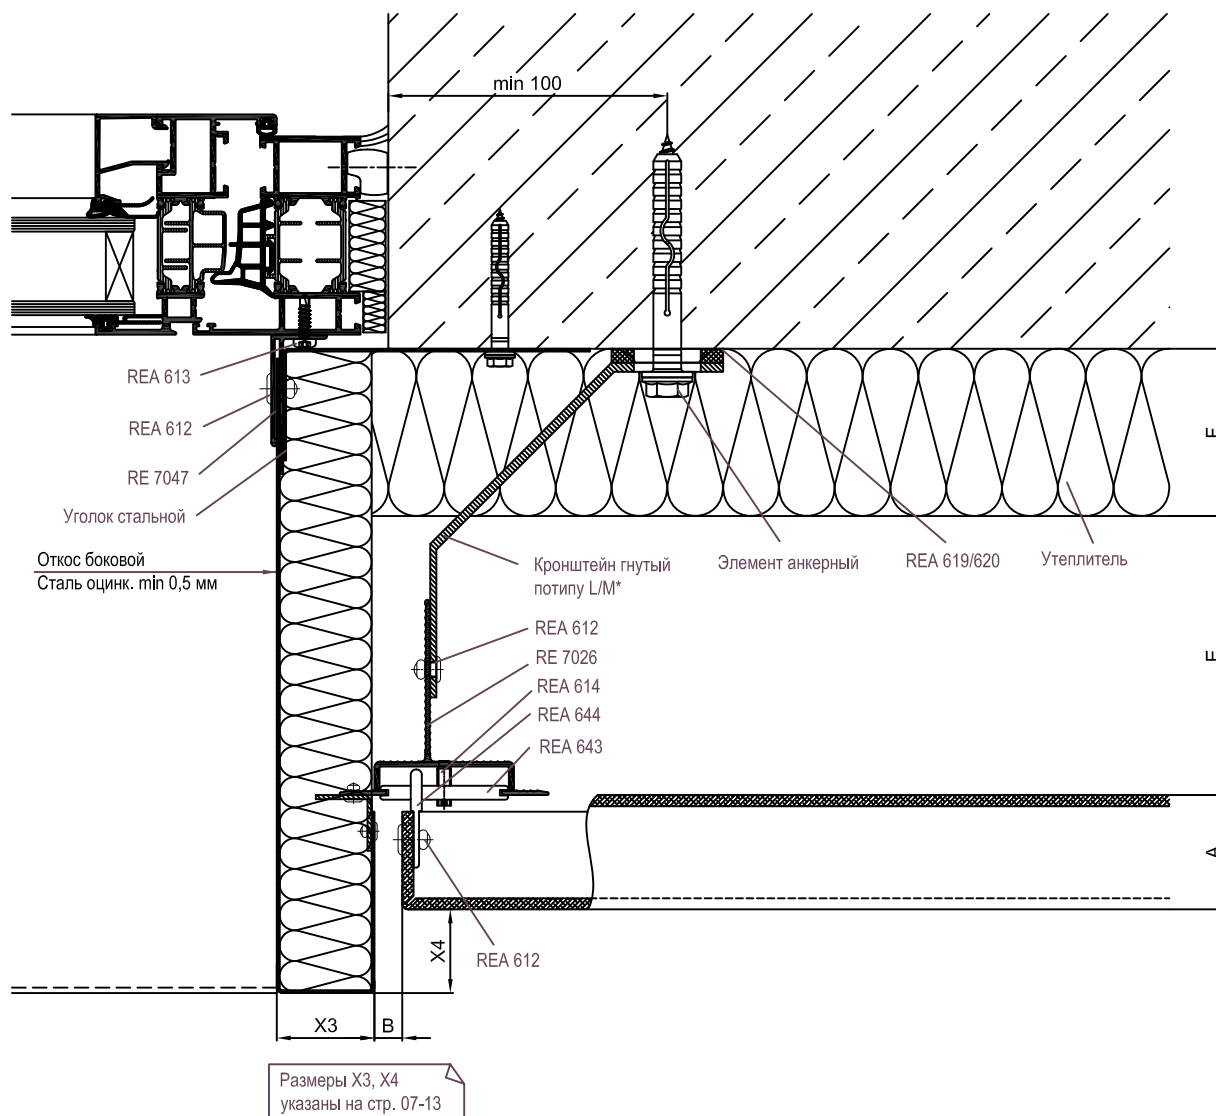 min 100
REA 613
REA 612
RE 7047
Уголок стальной
Откос боковой
Сталь оцинк. min 0,5 мм
Кронштейн гнутый
потипу L/M*
Элемент анкерный
REA 619/620
Утеплитель
REA 612
RE 7026
REA 614
REA 644
REA 643
X4
REA 612
X3
B
Размеры X3, X4
указаны на стр. 07-13